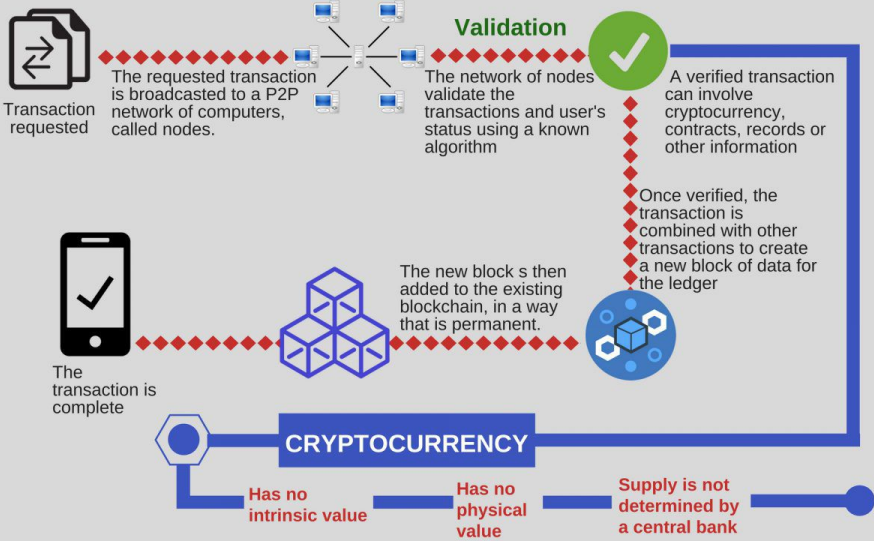 Validation
Transaction
requested
The requested transaction
is broadcasted to a P2P
network of computers,
called nodes.
The network of nodes
validate the
transactions and user's
status using a known
algorithm
A verified transaction
can involve
cryptocurrency,
contracts, records or
other information
Once verified, the
transaction is
combined with other
transactions to create
a new block of data for
the ledger
The new block s then
added to the existing
blockchain, in a way
that is permanent.
The
transaction is
complete
CRYPTOCURRENCY
Has no
intrinsic value
Has no
physical
value
Supply is not
determined by
a central bank